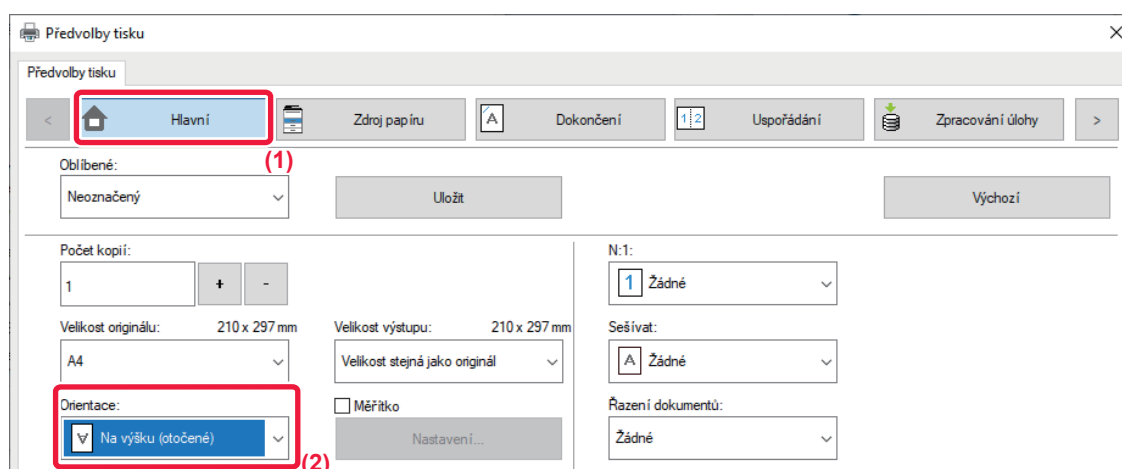 Předvolby tisku
Předvolby tisku
< Hlavní Zdroj papíru A Dokončení 1 2 Uspořádání Zpracování úlohy >
(1)
Oblíbené:
Neoznačený Uložit Výchozí
Počet kopií: N:1:
1 + - 1 Žádné
Velikost originálu: 210 x 297 mm Velikost výstupu: 210 x 297 mm Sešívat:
A4 Velikost stejná jako originál A Žádné
Orientace: Měřítko Řazení dokumentů:
A Na výšku (otočené) Nastavení... Žádné
(2)